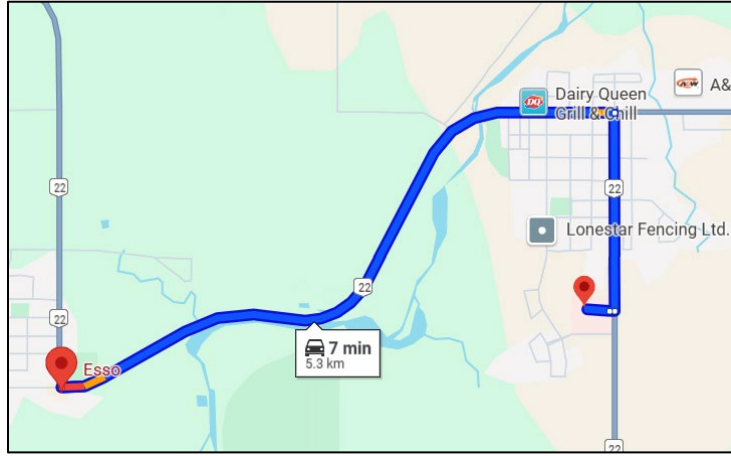 Dairy Queen
Grill & Chill
A&
22
22
Lonestar Fencing Ltd.
22
22
7 min
5.3 km
Esso
22